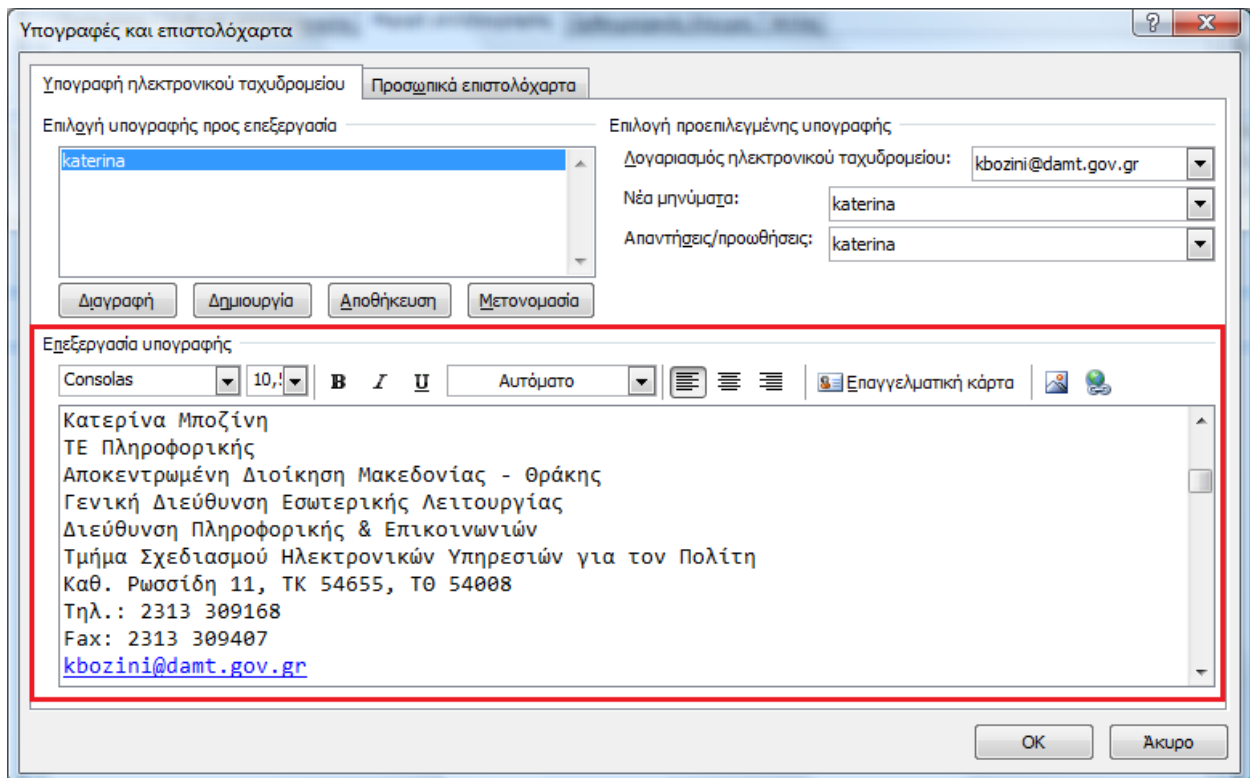 Υπογραφές και επιστολόχαρτα
Υπογραφή ηλεκτρονικού ταχυδρομείου
Προσωπικά επιστολόχαρτα
Επιλογή υπογραφής προς επεξεργασία
katerina
Διαγραφή
Δημιουργία
Αποθήκευση
Μετονομασία
Επιλογή προεπιλεγμένης υπογραφής
Λογαριασμός ηλεκτρονικού ταχυδρομείου:
kbozini@damt.gov.gr
Νέα μηνύματα:
katerina
Απαντήσεις/προωθήσεις:
katerina
Επεξεργασία υπογραφής
Consolas
10,
B
I
U
Αυτόματο
Επαγγελματική κάρτα
Κατερίνα Μποζίνη
ΤΕ Πληροφορικής
Αποκεντρωμένη Διοίκηση Μακεδονίας - Θράκης
Γενική Διεύθυνση Εσωτερικής Λειτουργίας
Διεύθυνση Πληροφορικής & Επικοινωνιών
Τμήμα Σχεδιασμού Ηλεκτρονικών Υπηρεσιών για τον Πολίτη
Καθ. Ρωσσίδη 11, ΤΚ 54655, ΤΘ 54008
Τηλ.: 2313 309168
Fax: 2313 309407
kbozini@damt.gov.gr
OK
Άκυρο